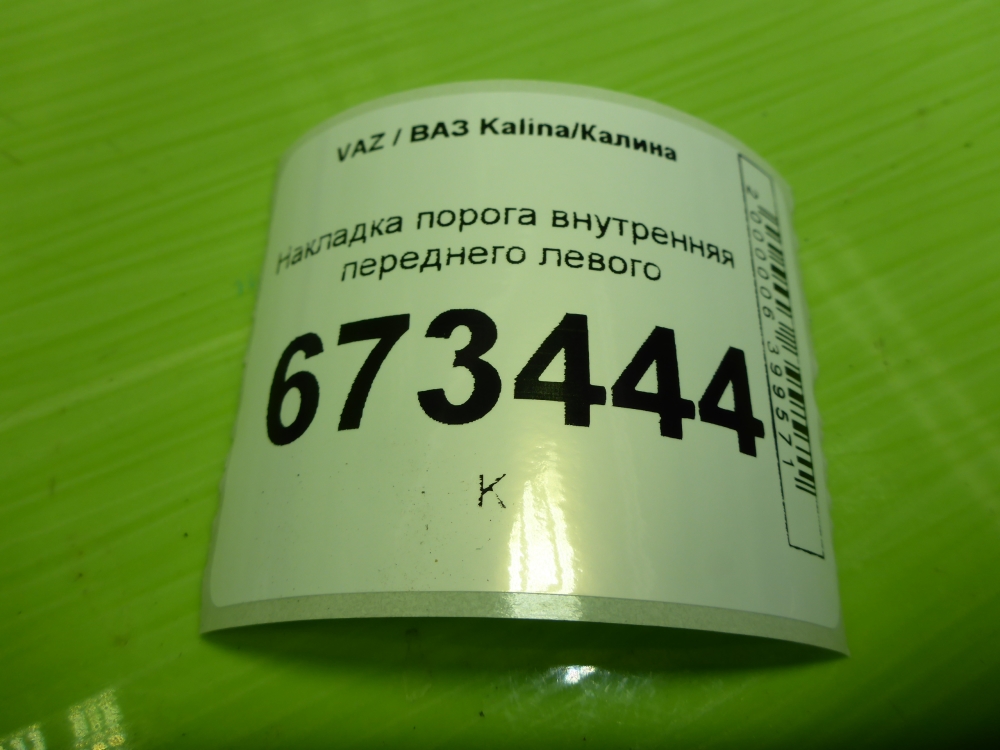 VAZ / ВАЗ Kalina/Калина
Накладка порога внутренняя
переднего левого
673444
K
2000006399571